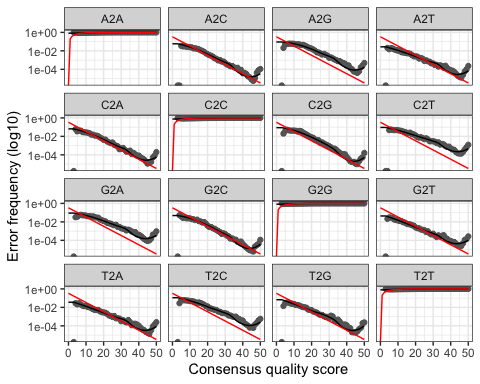 A2A A2C A2G A2T
1e+00
1e-02
1e-04
C2A C2C C2G C2T
1e+00
1e-02
1e-04
G2A G2C G2G G2T
1e+00
1e-02
1e-04
T2A T2C T2G T2T
1e+00
1e-02
1e-04
0 10 20 30 40 50 0 10 20 30 40 50 0 10 20 30 40 50 0 10 20 30 40 50
Consensus quality score
Error frequency (log10)